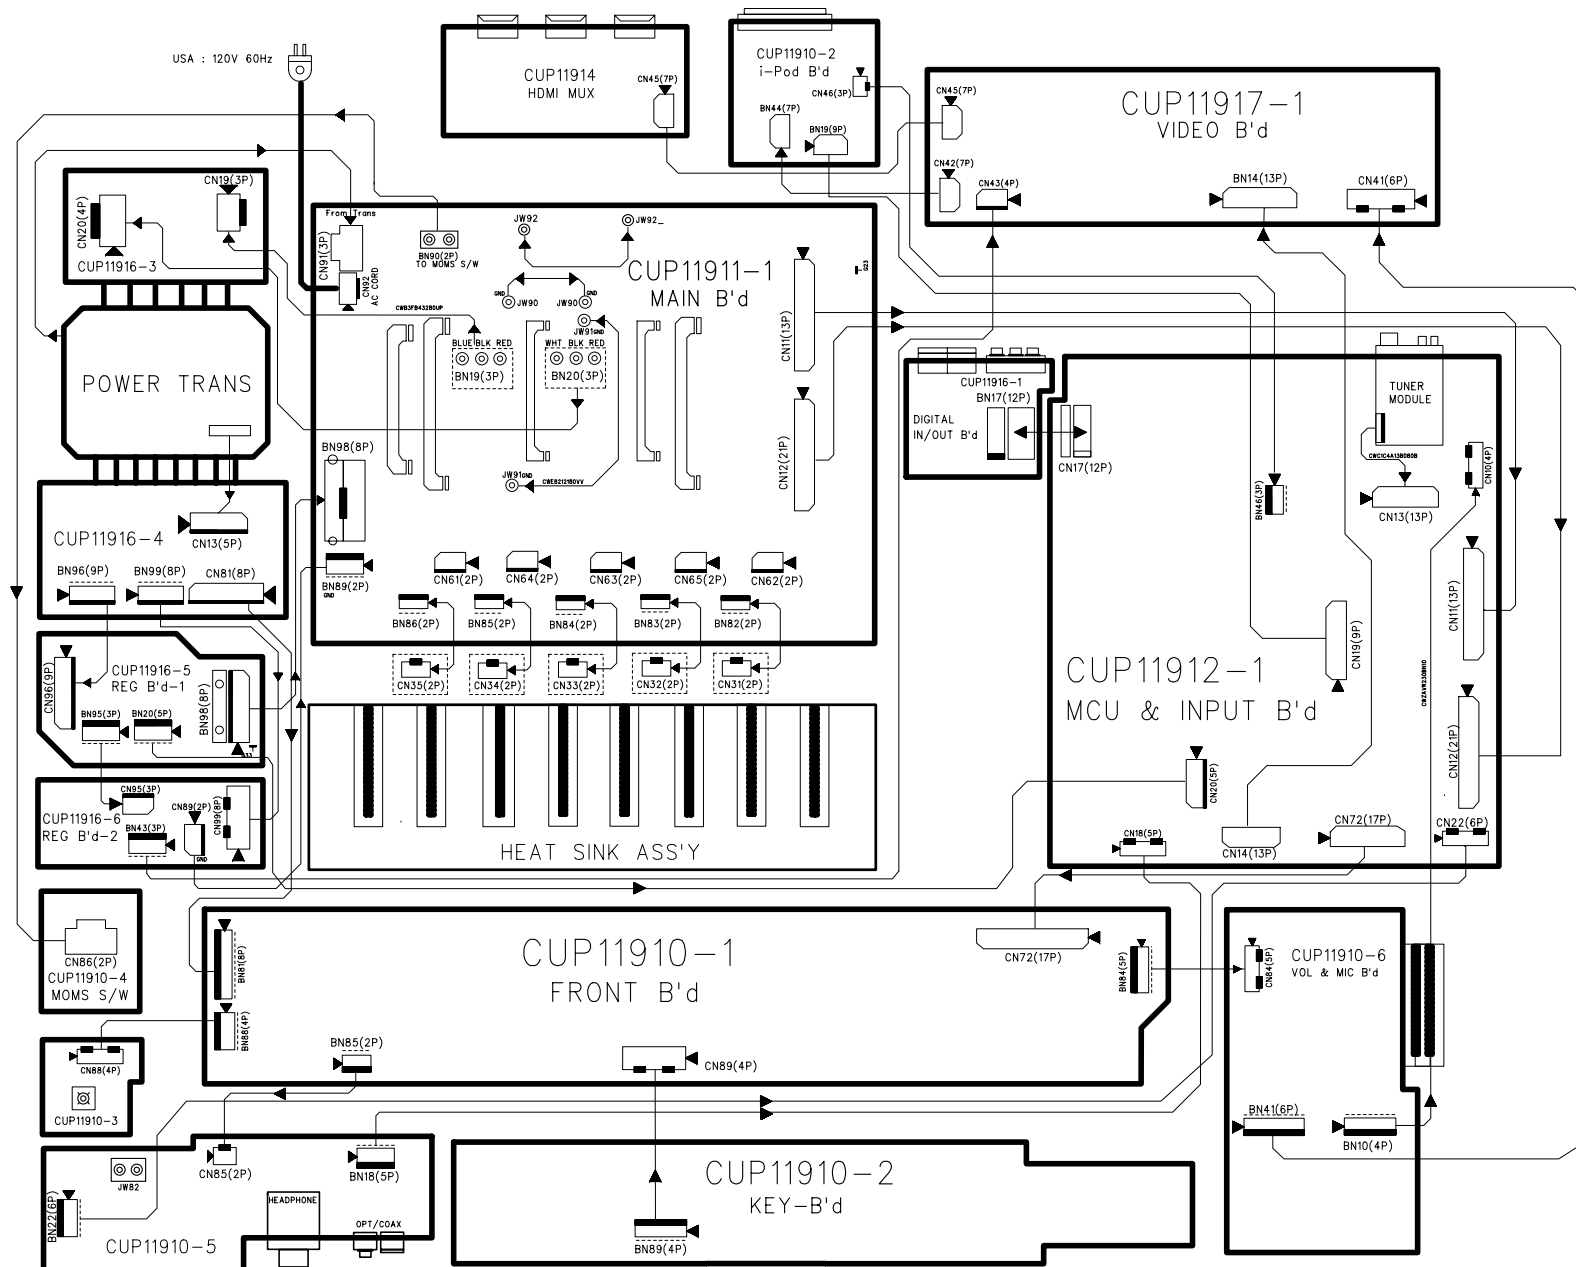 USA : 120V 60Hz
CUP11914
HDMI MUX
CN45(7P)
CUP11910-2
i-Pod B'd
CN46(3P)
BN44(7P)
BN19(9P)
CN45(7P)
CUP11917-1
VIDEO B'd
CN42(7P)
CN43(4P)
BN14(13P)
CN41(6P)
CN19(3P)
CN20(4P)
CUP11916-3
From Trans
CN91(3P)
CN92
AC CORD
BN90(2P)
TO MOMS S/W
JW92
JW92_
CUP11911-1
MAIN B'd
G23
GND
JW90
JW90
GND
CWB3FB43280UP
JW91GND
BLUE BLK RED
BN19(3P)
WHT BLK RED
BN20(3P)
CN11(13P)
POWER TRANS
BN98(8P)
JW91GND
CWE8212180VV
CN12(21P)
CUP11916-1
BN17(12P)
DIGITAL
IN/OUT B'd
CN17(12P)
TUNER
MODULE
CWC1C4A13B080B
CN10(4P)
CN13(13P)
BN46(3P)
CUP11916-4
CN13(5P)
BN96(9P)
BN99(8P)
CN81(8P)
BN89(2P)
GND
CN61(2P)
CN64(2P)
CN63(2P)
CN65(2P)
CN62(2P)
BN86(2P)
BN85(2P)
BN84(2P)
BN83(2P)
BN82(2P)
CN35(2P)
CN34(2P)
CN33(2P)
CN32(2P)
CN31(2P)
CN11(13P)
CN19(9P)
CUP11912-1
MCU & INPUT B'd
CWZAVR230BN10
CN12(21P)
CN96(9P)
CUP11916-5
REG B'd-1
BN98(8P)
BN95(3P)
BN20(5P)
CN20(5P)
CN95(3P)
CN89(2P)
CN99(8P)
CUP11916-6
REG B'd-2
BN43(3P)
GND
HEAT SINK ASS'Y
CN18(5P)
CN14(13P)
CN72(17P)
CN22(6P)
CN86(2P)
CUP11910-4
MOMS S/W
BN81(8P)
CUP11910-1
FRONT B'd
CN72(17P)
BN84(5P)
CN84(5P)
CUP11910-6
VOL & MIC B'd
BN88(4P)
CN88(4P)
BN85(2P)
CN89(4P)
CUP11910-3
BN41(6P)
BN10(4P)
JW82
CN85(2P)
BN18(5P)
BN22(6P)
HEADPHONE
OPT/COAX
CUP11910-5
CUP11910-2
KEY-B'd
BN89(4P)